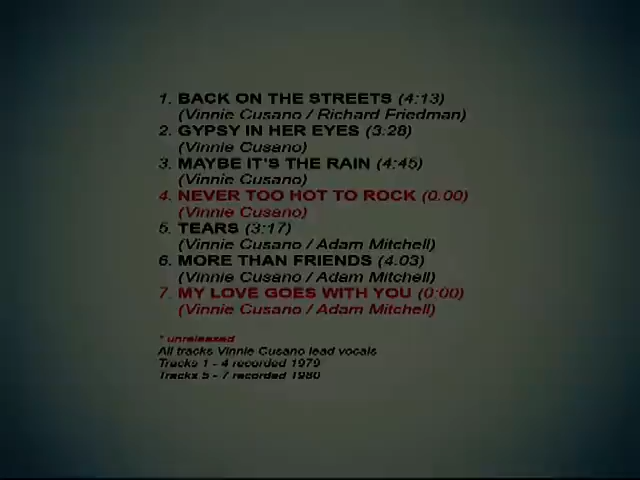 1. BACK ON THE STREETS (4:13)
(Vinnie Cusano / Richard Friedman)
2. GYPSY IN HER EYES (3:28)
(Vinnie Cusano)
3. MAYBE IT'S THE RAIN (4:45)
(Vinnie Cusano)
4. NEVER TOO HOT TO ROCK (0.00)
(Vinnie Cusano)
5. TEARS (3:17)
(Vinnie Cusano / Adam Mitchell)
6. MORE THAN FRIENDS (4.03)
(Vinnie Cusano / Adam Mitchell)
7. MY LOVE GOES WITH YOU (0:00)
(Vinnie Cusano / Adam Mitchell)
* unreleased
All tracks Vinnie Cusano lead vocals
Tracks 1 - 4 recorded 1979
Tracks 5 - 7 recorded 1980